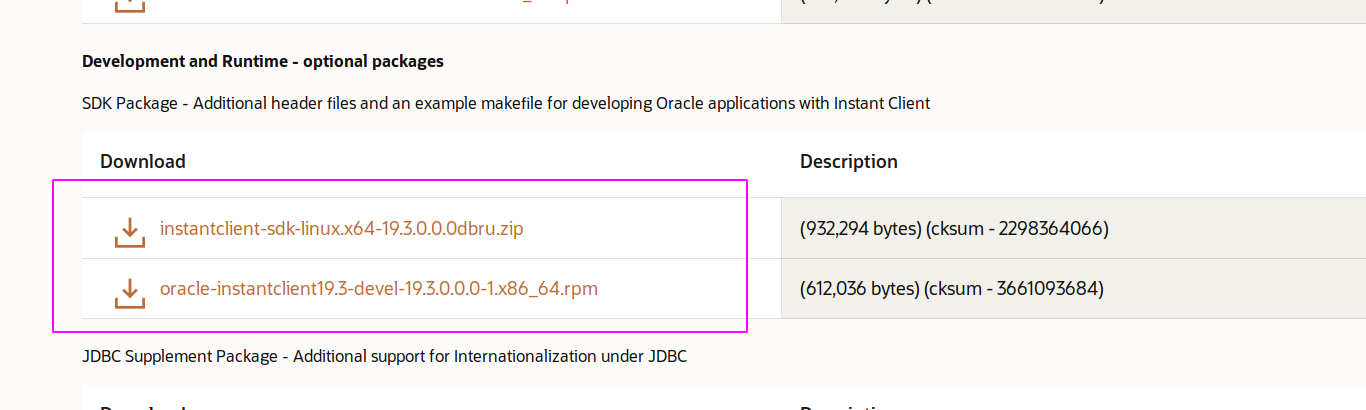 Development and Runtime - optional packages
SDK Package - Additional header files and an example makefile for developing Oracle applications with Instant Client
Download Description
instantclient-sdk-linux.x64-19.3.0.0.0dbru.zip (932,294 bytes) (cksum - 2298364066)
oracle-instantclient19.3-devel-19.3.0.0.0-1.x86_64.rpm (612,036 bytes) (cksum - 3661093684)
JDBC Supplement Package - Additional support for Internationalization under JDBC